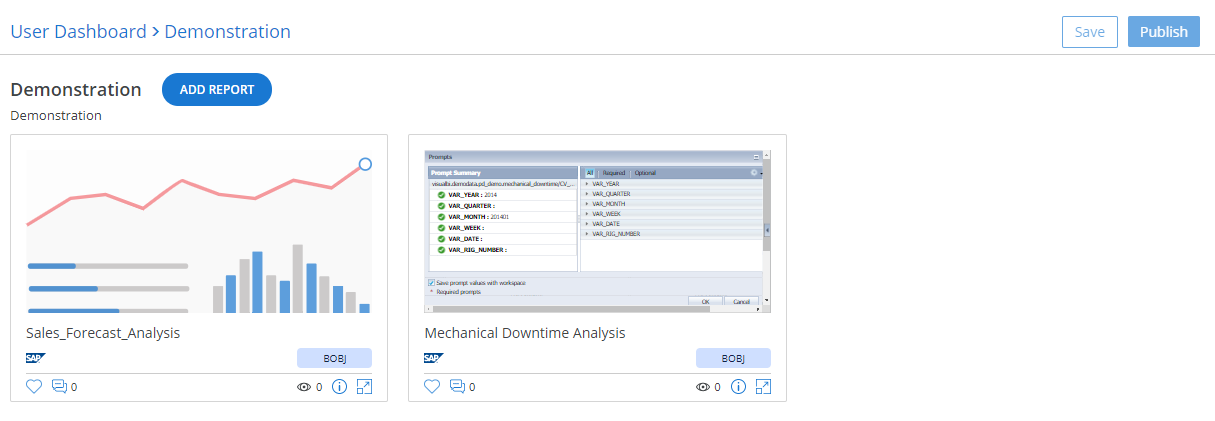 User Dashboard > Demonstration
Save
Publish
Demonstration
ADD REPORT
Demonstration
Prompts
Prompt Summary
All | Required | Optional
visualbi.demodata.pd_demo.mechanical_downtime/CV_...
VAR_YEAR : 2014
VAR_QUARTER :
VAR_MONTH : 201401
VAR_WEEK :
VAR_DATE :
VAR_RIG_NUMBER :
VAR_YEAR
VAR_QUARTER
VAR_MONTH
VAR_WEEK
VAR_DATE
VAR_RIG_NUMBER
Save prompt values with workspace
* Required prompts
OK
Cancel
Sales_Forecast_Analysis
SAP
BOBJ
0
0
Mechanical Downtime Analysis
SAP
BOBJ
0
0